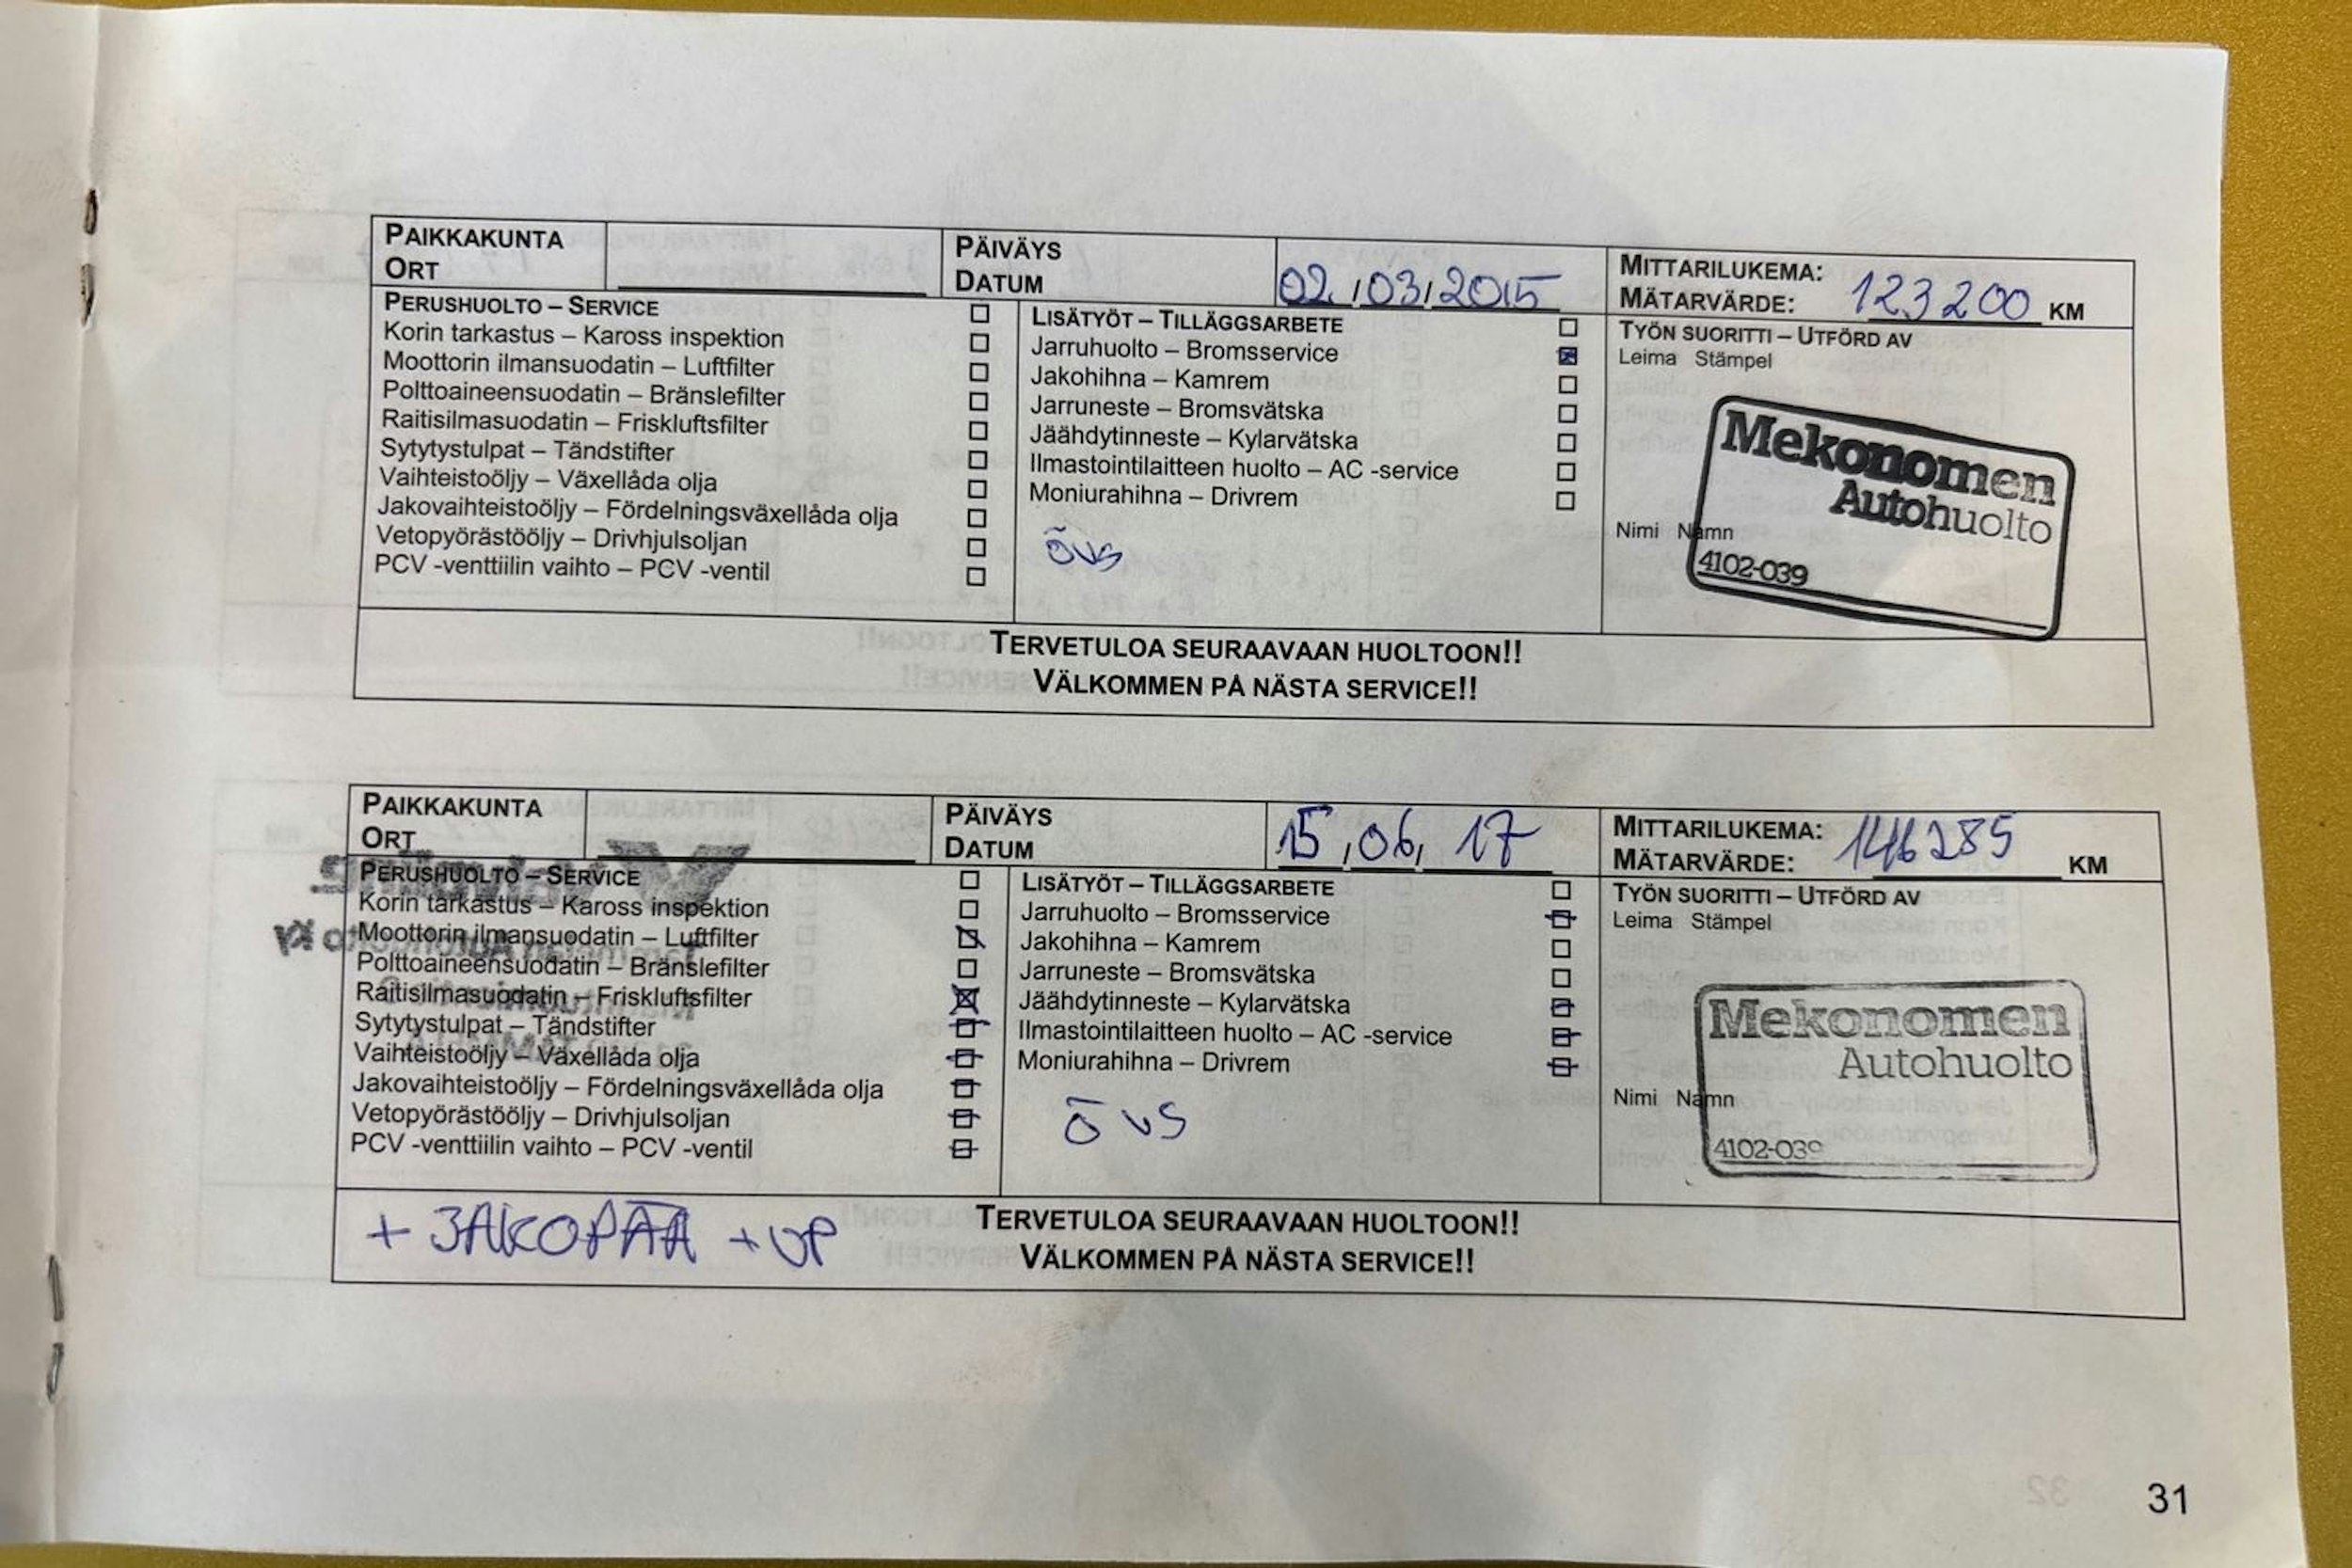 PAIKKAKUNTA
ORT
PÄIVÄYS
DATUM
02.03.2015
MITTARILUKEMA:
MÄTARVÄRDE: 123200 KM
PERUSHUOLTO – SERVICE
Korin tarkastus – Kaross inspektion
Moottorin ilmansuodatin – Luftfilter
Polttoaineensuodatin – Bränslefilter
Raitisilmasuodatin – Friskluftsfilter
Sytytystulpat – Tändstifter
Vaihteistoöljy – Växellåda olja
Jakovaihteistoöljy – Fördelningsväxellåda olja
Vetopyörästööljy – Drivhjulsoljan
PCV -venttiilin vaihto – PCV -ventil
LISÄTYÖT – TILLÄGGSARBETE
Jarruhuolto – Bromsservice
Jakohihna – Kamrem
Jarruneste – Bromsvätska
Jäähdytinneste – Kylarvätska
Ilmastointilaitteen huolto – AC -service
Moniurahihna – Drivrem
ÖVS
TYÖN SUORITTI – UTFÖRD AV
Leima Stämpel
Mekonomen
Autohuolto
Nimi Namn
4102-039
TERVETULOA SEURAAVAAN HUOLTOON!!
VÄLKOMMEN PÅ NÄSTA SERVICE!!
PAIKKAKUNTA
ORT
PÄIVÄYS
DATUM
15.06.17
MITTARILUKEMA:
MÄTARVÄRDE: 146285 KM
PERUSHUOLTO – SERVICE
Korin tarkastus – Kaross inspektion
Moottorin ilmansuodatin – Luftfilter
Polttoaineensuodatin – Bränslefilter
Raitisilmasuodatin – Friskluftsfilter
Sytytystulpat – Tändstifter
Vaihteistoöljy – Växellåda olja
Jakovaihteistoöljy – Fördelningsväxellåda olja
Vetopyörästööljy – Drivhjulsoljan
PCV -venttiilin vaihto – PCV -ventil
LISÄTYÖT – TILLÄGGSARBETE
Jarruhuolto – Bromsservice
Jakohihna – Kamrem
Jarruneste – Bromsvätska
Jäähdytinneste – Kylarvätska
Ilmastointilaitteen huolto – AC -service
Moniurahihna – Drivrem
ÖVS
TYÖN SUORITTI – UTFÖRD AV
Leima Stämpel
Mekonomen
Autohuolto
Nimi Namn
4102-039
+ JAKOPÄÄ + VP
TERVETULOA SEURAAVAAN HUOLTOON!!
VÄLKOMMEN PÅ NÄSTA SERVICE!!
31